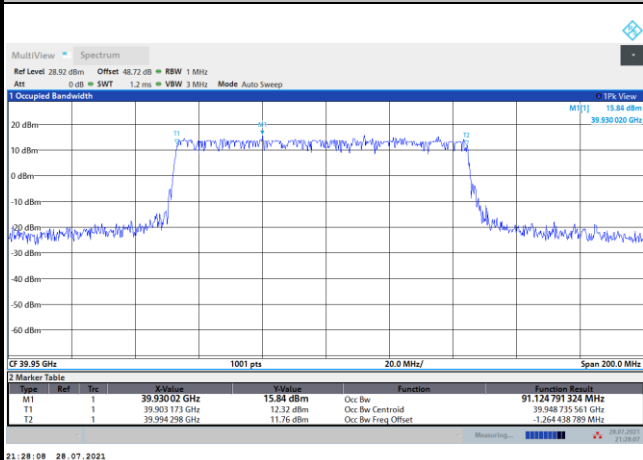 MultiView Spectrum
Ref Level 28.92 dBm Offset 48.72 dB RBW 1 MHz
Att 0 dB SWT 1.2 ms VBW 3 MHz Mode Auto Sweep
1 Occupied Bandwidth 1Pk View
M1[1] 15.84 dBm
39.930 020 GHz
20 dBm
M1
T1
T2
10 dBm
0 dBm
-10 dBm
-20 dBm
-30 dBm
-40 dBm
-50 dBm
-60 dBm
CF 39.95 GHz 1001 pts 20.0 MHz/ Span 200.0 MHz
2 Marker Table
Type Ref Trc X-Value Y-Value Function Function Result
M1 1 39.930 02 GHz 15.84 dBm Occ Bw 91.124 791 324 MHz
T1 1 39.903 173 GHz 12.32 dBm Occ Bw Centroid 39.948 735 561 GHz
T2 1 39.994 298 GHz 11.76 dBm Occ Bw Freq Offset -1.264 438 789 MHz
Measuring... 28.07.2021
21:28:07
21:28:08 28.07.2021